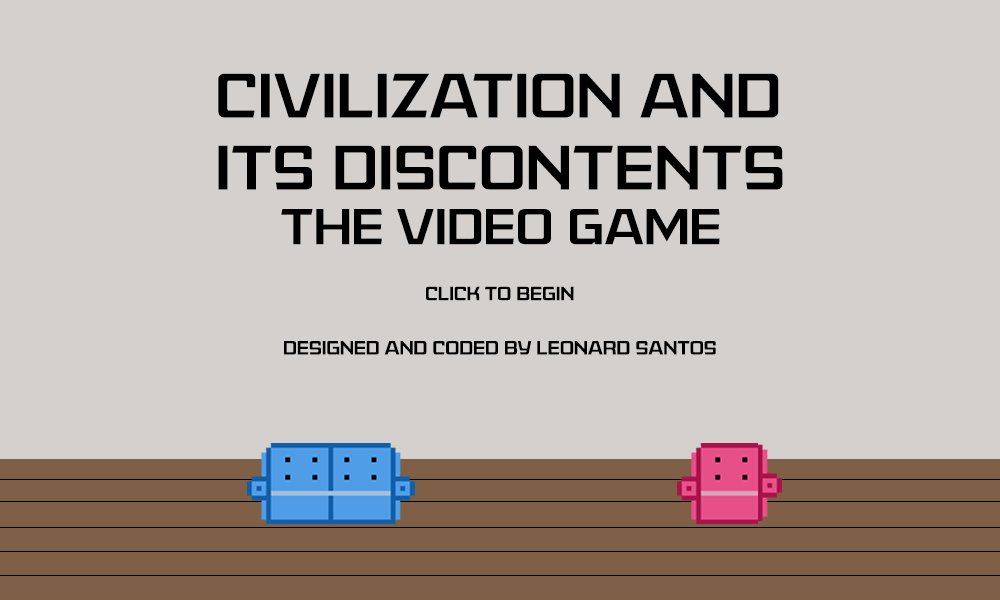 CIVILIZATION AND
ITS DISCONTENTS
THE VIDEO GAME
CLICK TO BEGIN
DESIGNED AND CODED BY LEONARD SANTOS